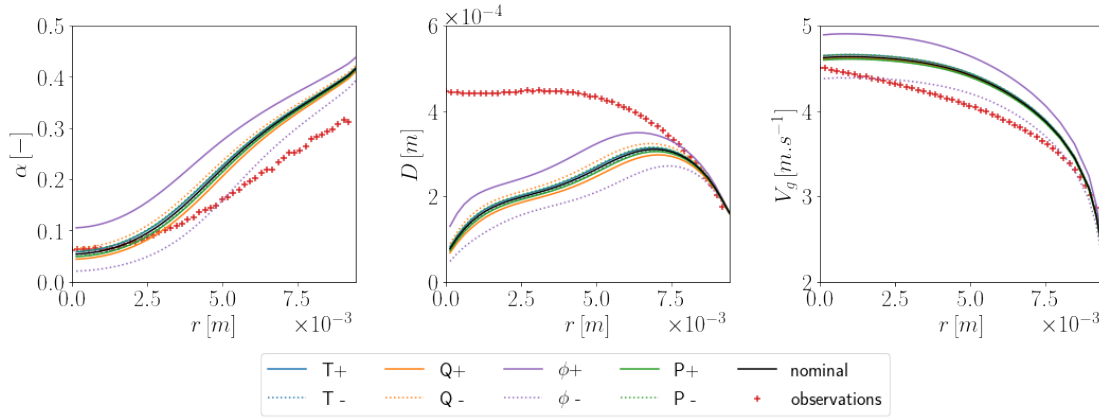 ×10⁻⁴
0.5
0.4
0.3
0.2
0.1
0.0
α [−]
0.0 2.5 5.0 7.5
r [m] ×10⁻³
6
4
2
0
D [m]
0.0 2.5 5.0 7.5
r [m] ×10⁻³
5
4
3
2
V_g [m.s⁻¹]
0.0 2.5 5.0 7.5
r [m] ×10⁻³
T+ Q+ ϕ+ P+ nominal
T - Q - ϕ - P - observations